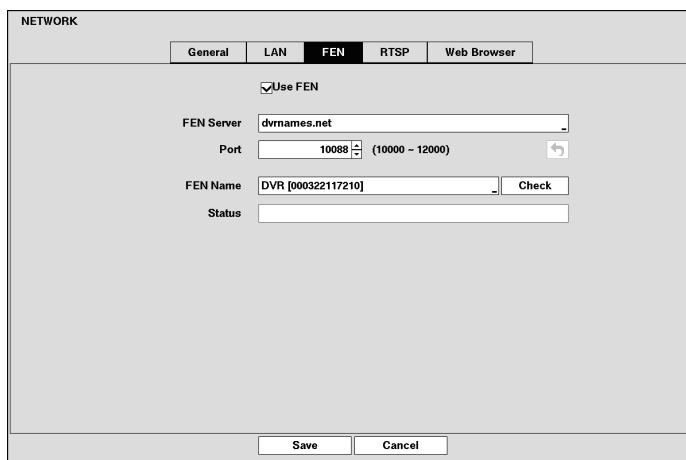 NETWORK
General LAN FEN RTSP Web Browser
Use FEN
FEN Server dvrnames.net
Port 10088 (10000 ~ 12000)
FEN Name DVR [000322117210] Check
Status
Save Cancel